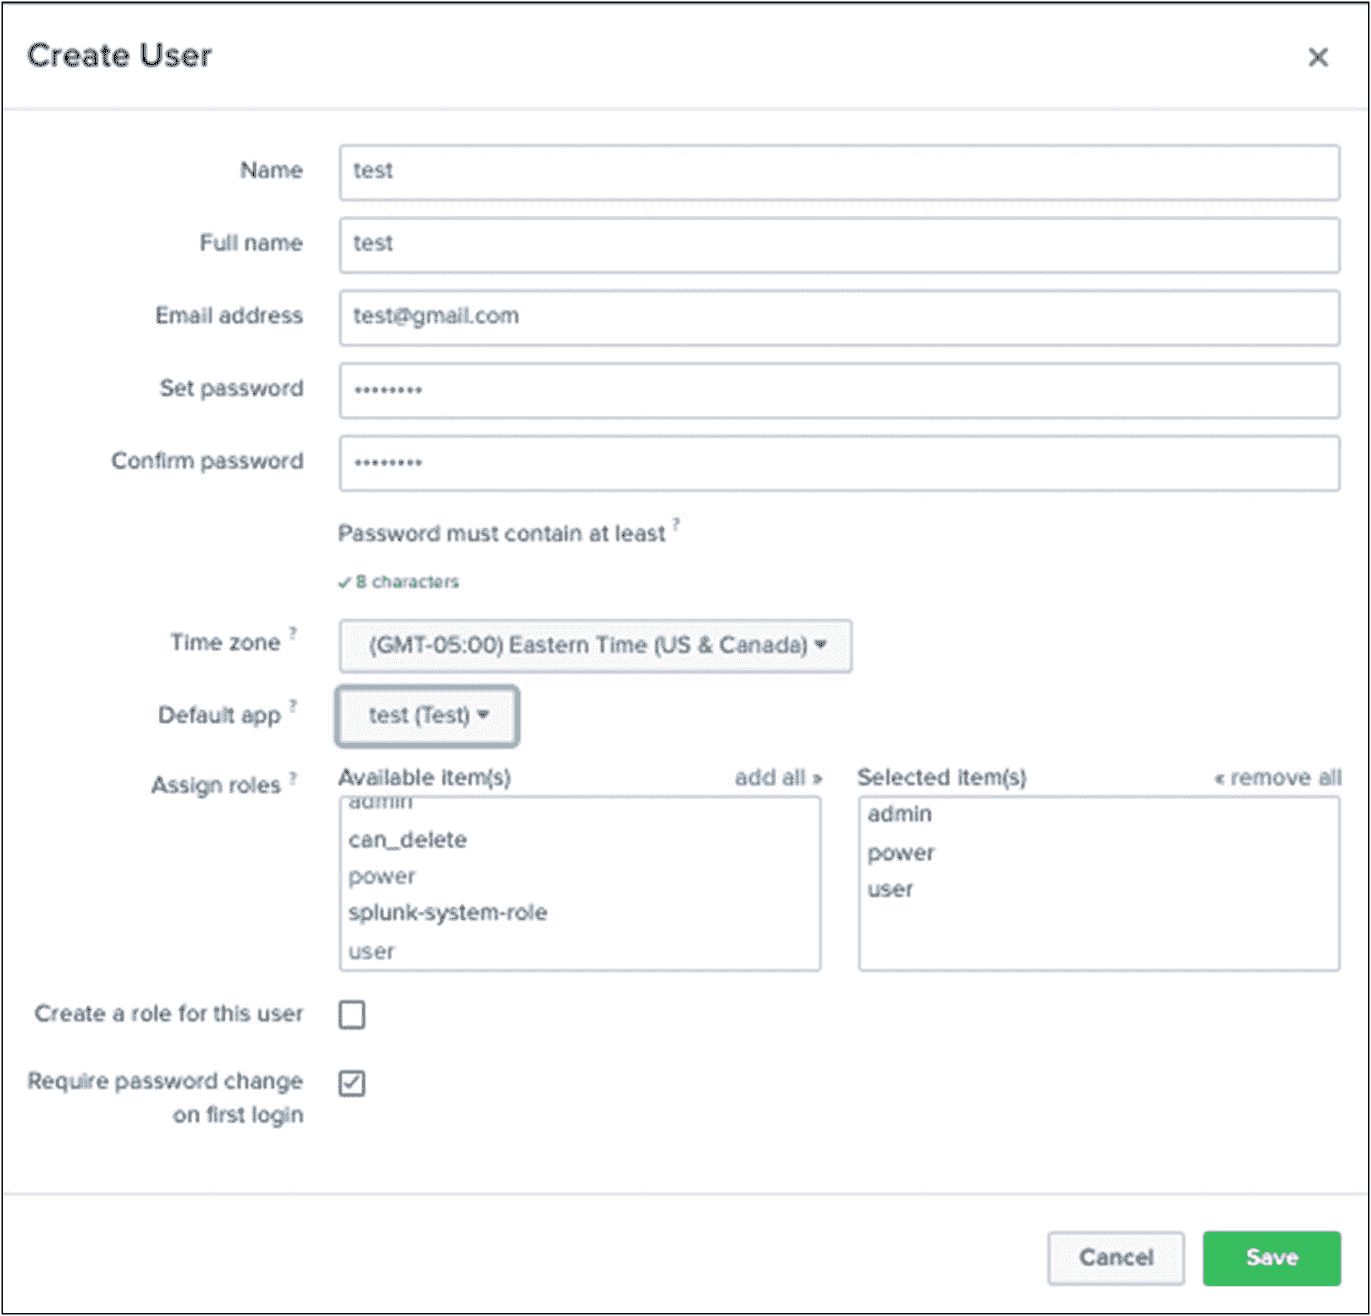 Create User
Name test
Full name test
Email address test@gmail.com
Set password ••••••••
Confirm password ••••••••
Password must contain at least ?
✓ 8 characters
Time zone ? (GMT-05:00) Eastern Time (US & Canada)
Default app ? test (Test)
Assign roles ? Available item(s) add all » Selected item(s) « remove all
admin admin
can_delete power
power user
splunk-system-role
user
Create a role for this user
Require password change
on first login
Cancel Save